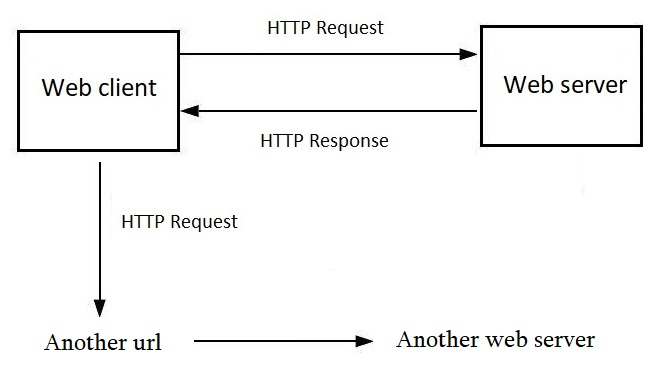 HTTP Request
Web client
Web server
HTTP Response
HTTP Request
Another url
Another web server